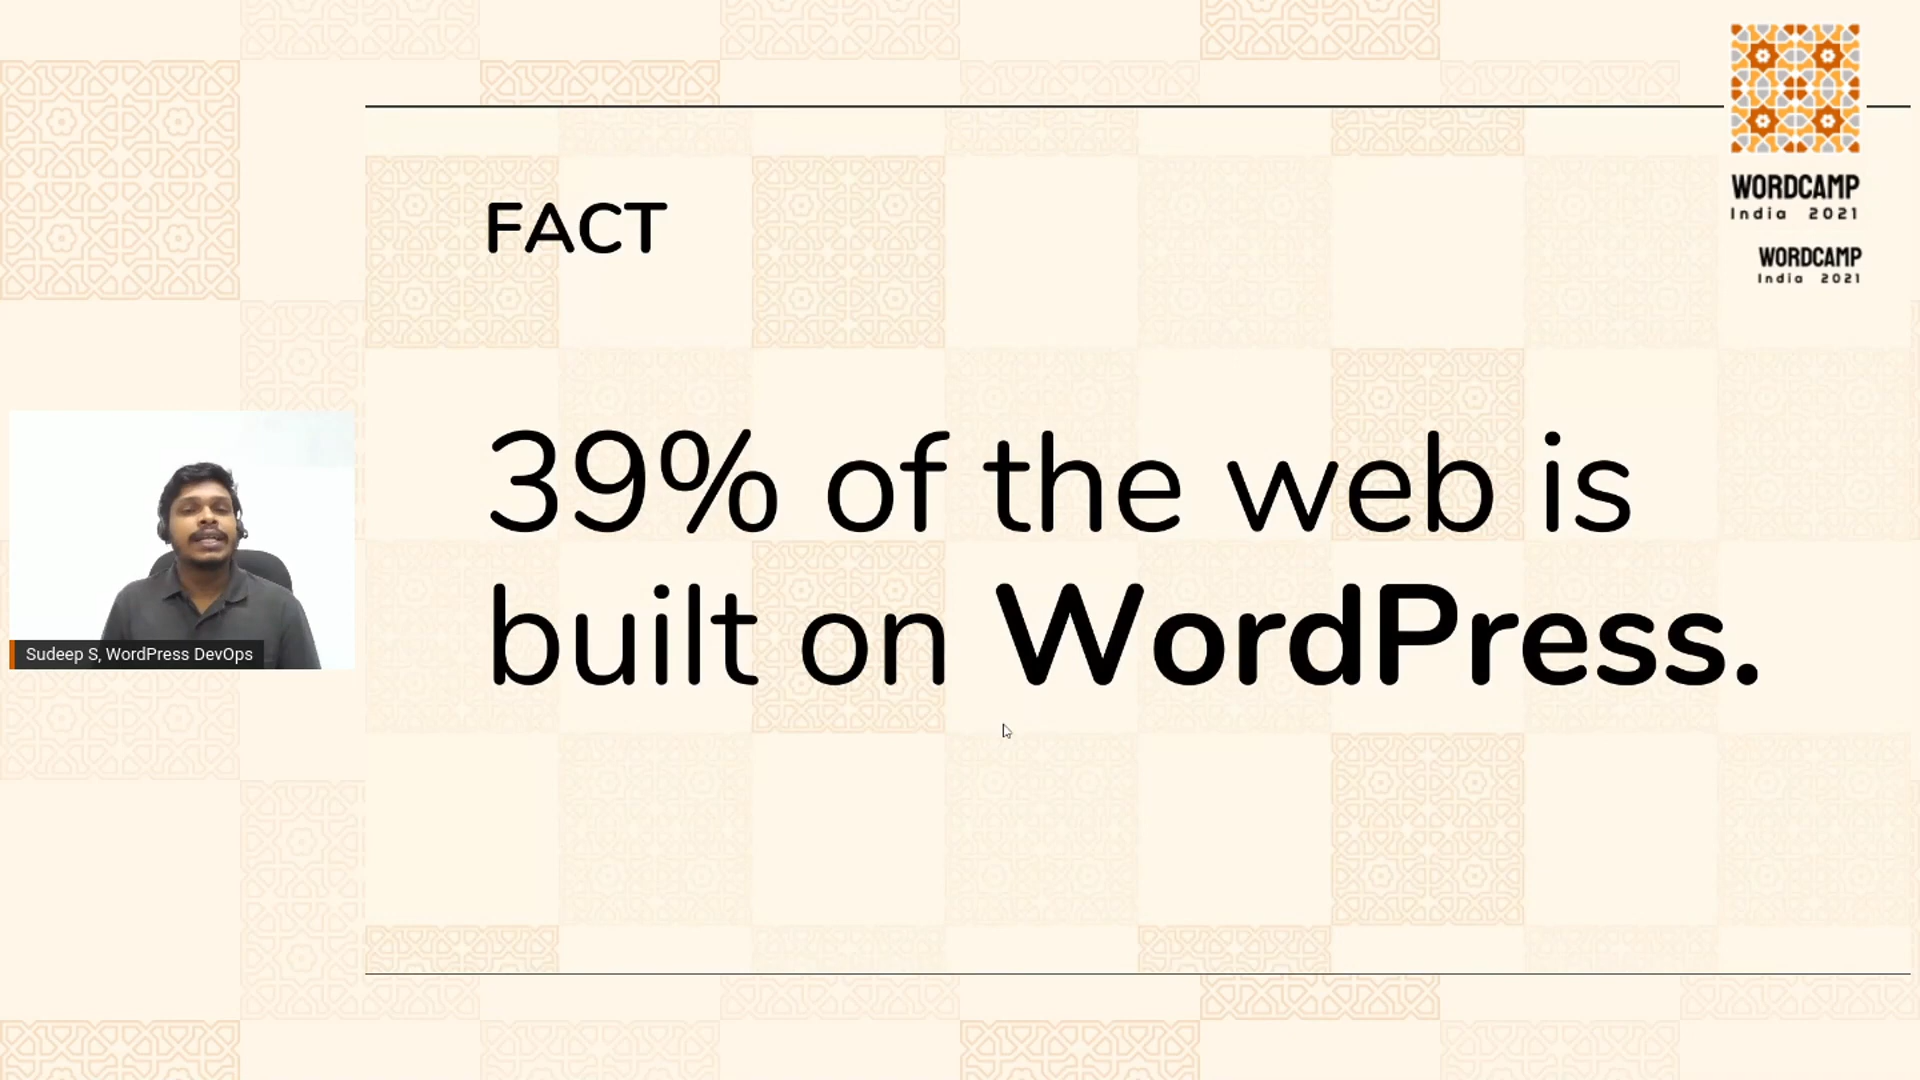 FACT
39% of the web is
built on WordPress.
WORDCAMP
India 2021
WORDCAMP
India 2021
Sudeep S, WordPress DevOps